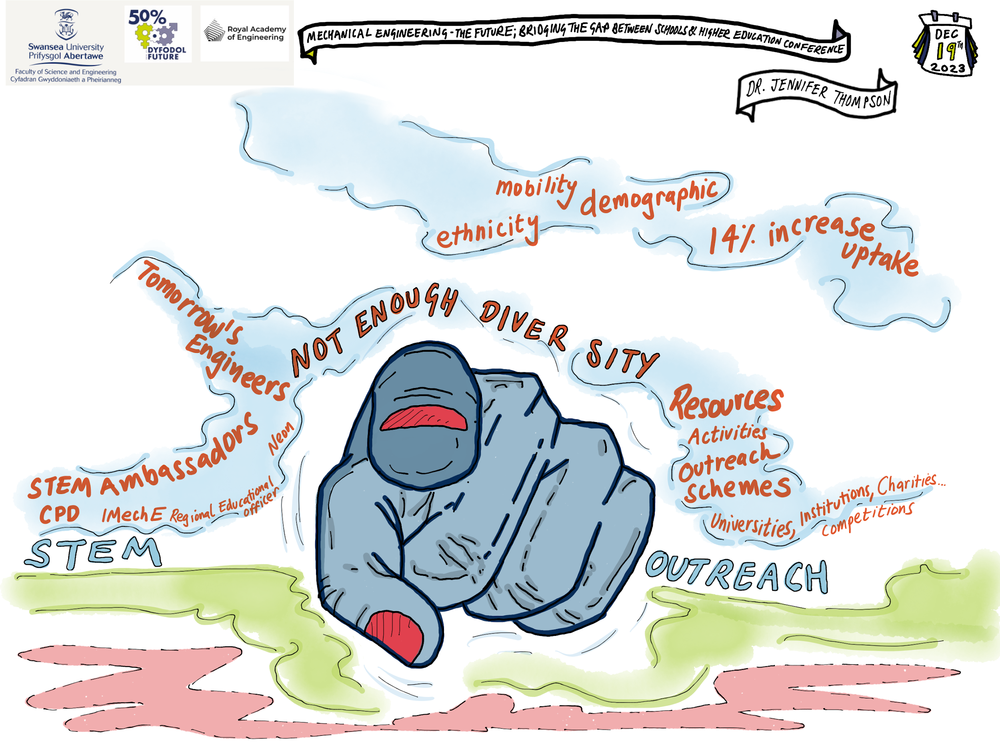 Swansea University
Prifysgol Abertawe
Faculty of Science and Engineering
Cyfadran Gwyddoniaeth a Pheirianneg
50%
DYFODOL
FUTURE
Royal Academy
of Engineering
MECHANICAL ENGINEERING - THE FUTURE; BRIDGING THE GAP BETWEEN SCHOOLS & HIGHER EDUCATION CONFERENCE
DEC
19TH
2023
DR. JENNIFER THOMPSON
mobility
demographic
ethnicity
14% increase
uptake
Tomorrow's
Engineers
NOT ENOUGH DIVER SITY
STEM Ambassadors
Neon
CPD
IMechE Regional Educational
officer
STEM
Resources
Activities
Outreach
Schemes
Universities, Institutions, Charities...
Competitions
OUTREACH